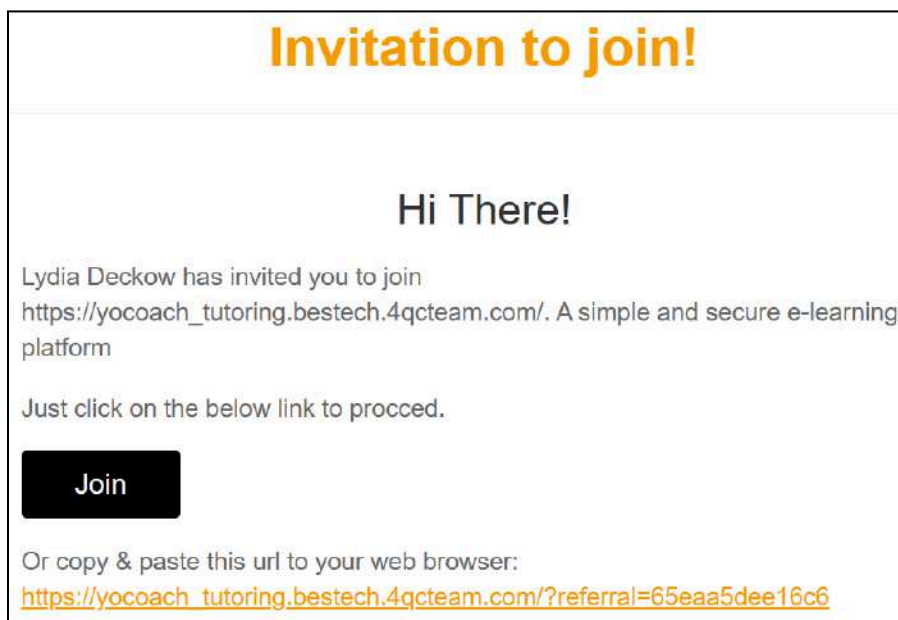 Invitation to join!
Hi There!
Lydia Deckow has invited you to join
https://yocoach_tutoring.bestech.4qcteam.com/. A simple and secure e-learning
platform
Just click on the below link to procced.
Join
Or copy & paste this url to your web browser:
https://yocoach_tutoring.bestech.4qcteam.com/?referral=65eaa5dee16c6